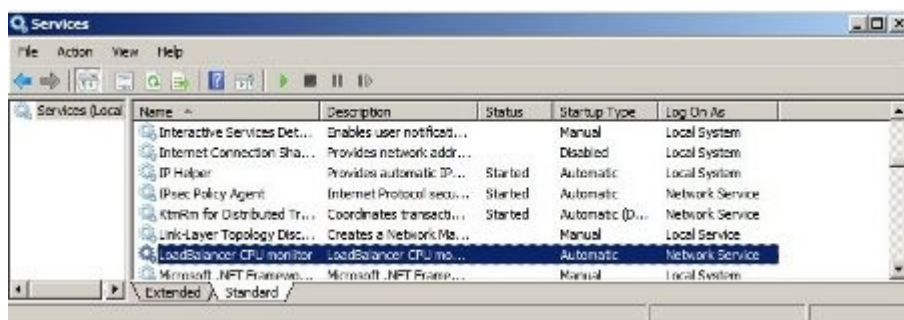 Services
File Action View Help
Services (Local
Name Description Status Startup Type Log On As
Interactive Services Det... Enables user notificati... Manual Local System
Internet Connection Sha... Provides network addr... Disabled Local System
IP Helper Provides automatic IP... Started Automatic Local System
IPsec Policy Agent Internet Protocol secu... Started Automatic Network Service
KtmRm for Distributed Tr... Coordinates transacti... Started Automatic (D... Network Service
Link-Layer Topology Disc... Creates a Network Ma... Manual Local Service
LoadBalancer CPU monitor LoadBalancer CPU mo... Automatic Network Service
Microsoft .NET Framewo... Microsoft .NET Frame... Manual Local System
Extended Standard